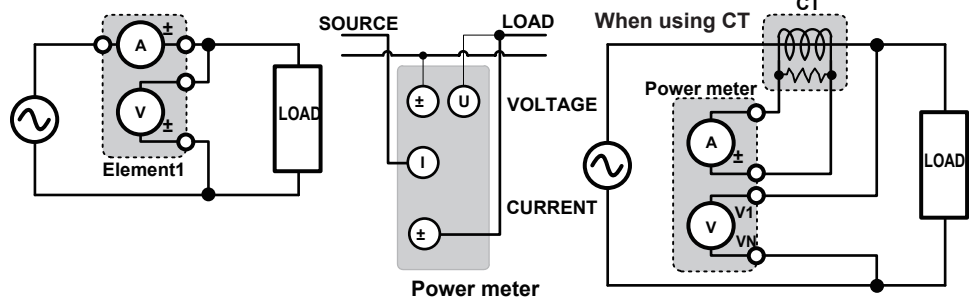 A ±
V ±
LOAD
Element1
SOURCE
LOAD
± U
VOLTAGE
I
CURRENT
±
Power meter
When using CT
CT
Power meter
A ±
V1
V
VN
LOAD